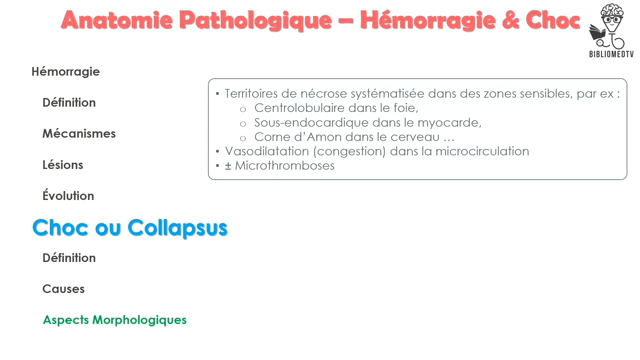 Anatomie Pathologique – Hémorragie & Choc
BIBLIOMEDTV
Hémorragie
Définition
Mécanismes
Lésions
Évolution
Choc ou Collapsus
Définition
Causes
Aspects Morphologiques
• Territoires de nécrose systématisée dans des zones sensibles, par ex :
o Centrolobulaire dans le foie,
o Sous-endocardique dans le myocarde,
o Corne d’Amon dans le cerveau …
• Vasodilatation (congestion) dans la microcirculation
• ± Microthromboses